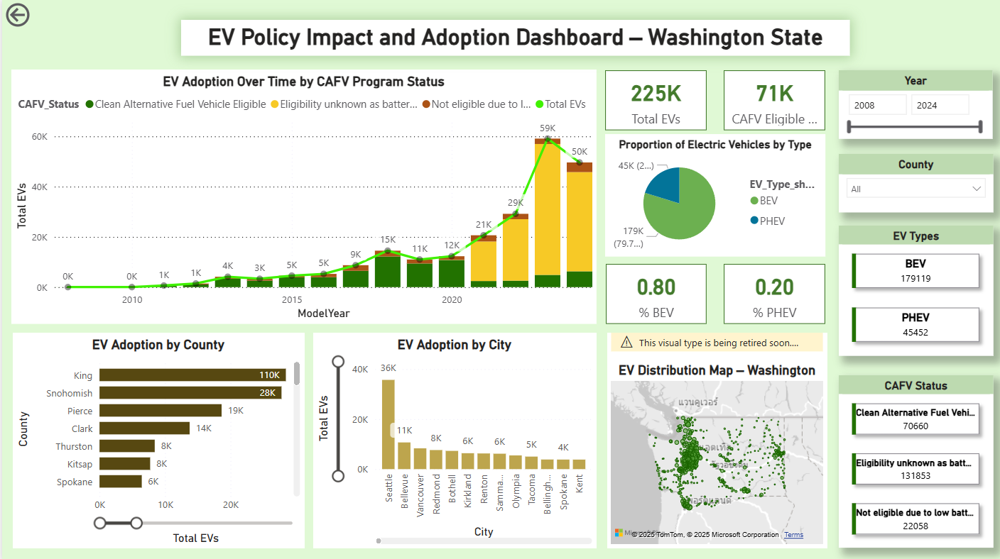 EV Policy Impact and Adoption Dashboard – Washington State
EV Adoption Over Time by CAFV Program Status
CAFV_Status
Clean Alternative Fuel Vehicle Eligible
Eligibility unknown as batter...
Not eligible due to l...
Total EVs
Total EVs
60K
40K
20K
0K
0K
0K
1K
1K
4K
3K
5K
5K
9K
15K
11K
12K
21K
29K
59K
50K
2010
2015
2020
ModelYear
225K
Total EVs
71K
CAFV Eligible ...
Proportion of Electric Vehicles by Type
45K (2...)
179K
(79.7...)
EV_Type_sh...
BEV
PHEV
0.80
% BEV
0.20
% PHEV
Year
2008
2024
County
All
EV Types
BEV
179119
PHEV
45452
CAFV Status
Clean Alternative Fuel Vehi...
70660
Eligibility unknown as batt...
131853
Not eligible due to low batt...
22058
EV Adoption by County
County
King
110K
Snohomish
28K
Pierce
19K
Clark
14K
Thurston
8K
Kitsap
8K
Spokane
6K
0K
10K
20K
Total EVs
EV Adoption by City
Total EVs
40K
20K
0K
36K
11K
8K
6K
6K
5K
4K
Seattle
Bellevue
Vancouver
Redmond
Bothell
Kirkland
Renton
Samma...
Olympia
Tacoma
Bellingh...
Spokane
Kent
City
This visual type is being retired soon....
EV Distribution Map – Washington
แวนคูเวอร์
© 2025 TomTom, © 2025 Microsoft Corporation
Terms